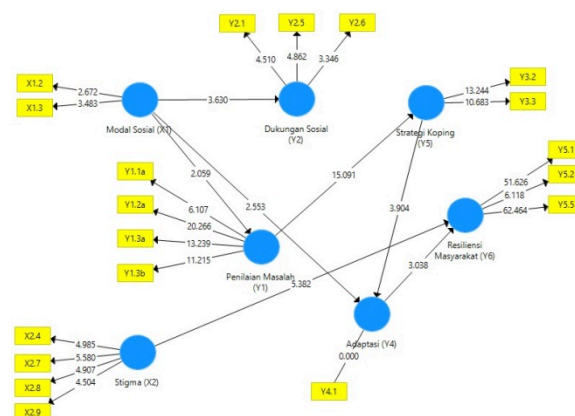 Y2.1
Y2.5
Y2.6
4.510
4.862
3.346
X1.2
X1.3
2.672
3.483
Modal Sosial (X1)
3.630
Dukungan Sosial
(Y2)
Strategi Koping
(Y5)
13.244
10.683
Y3.2
Y3.3
2.059
2.553
15.091
3.904
Y1.1a
Y1.2a
Y1.3a
Y1.3b
6.107
20.266
13.239
11.215
Penilaian Masalah
(Y1)
Y5.1
Y5.2
Y5.5
51.626
6.118
62.464
Resiliensi
Masyarakat (Y6)
5.382
3.038
Adaptasi (Y4)
0.000
Y4.1
X2.4
X2.7
X2.8
X2.9
4.985
5.580
4.907
4.504
Stigma (X2)